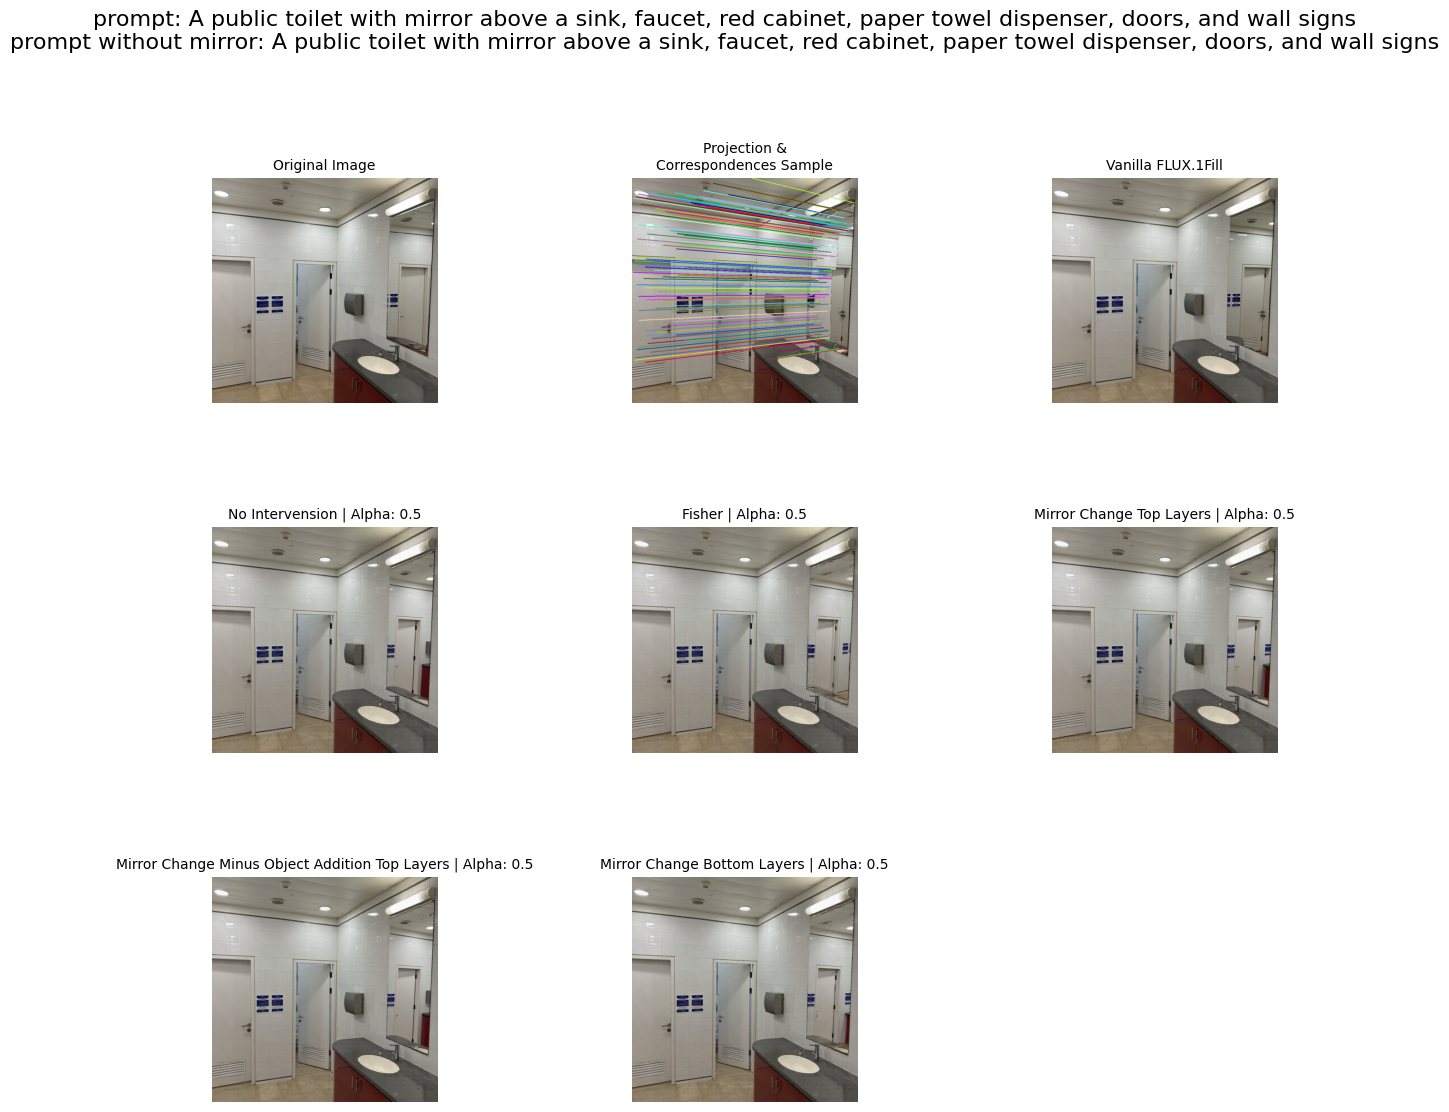 prompt: A public toilet with mirror above a sink, faucet, red cabinet, paper towel dispenser, doors, and wall signs
prompt without mirror: A public toilet with mirror above a sink, faucet, red cabinet, paper towel dispenser, doors, and wall signs
Original Image
Projection &
Correspondences Sample
Vanilla FLUX.1Fill
No Intervension | Alpha: 0.5
Fisher | Alpha: 0.5
Mirror Change Top Layers | Alpha: 0.5
Mirror Change Minus Object Addition Top Layers | Alpha: 0.5
Mirror Change Bottom Layers | Alpha: 0.5